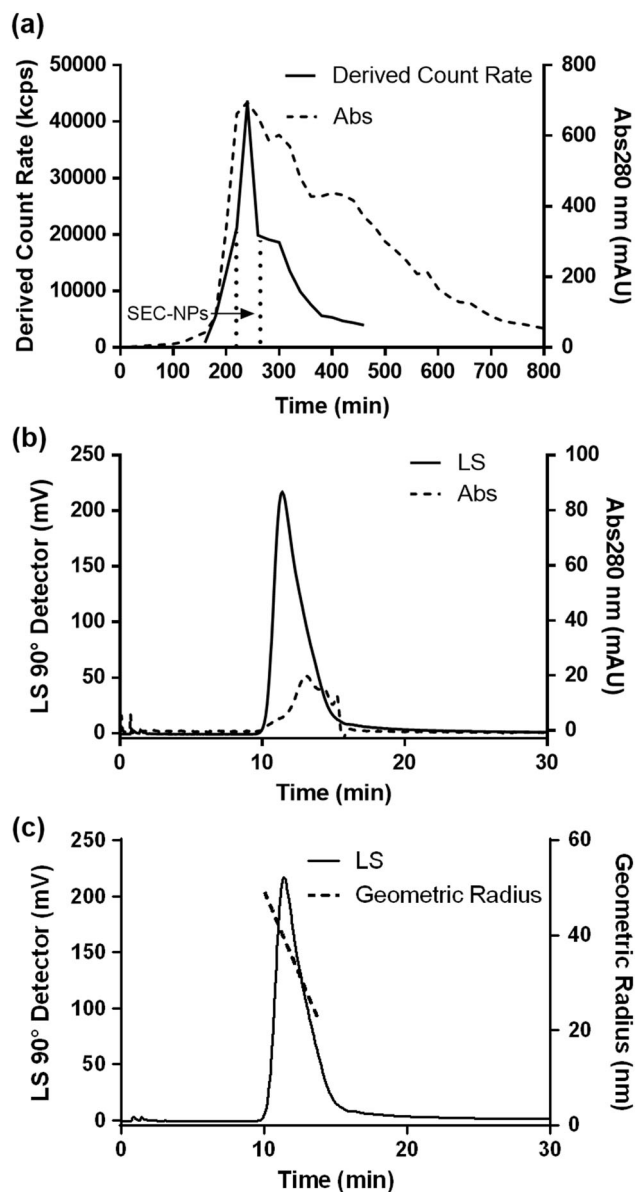 (a)
Derived Count Rate (kcps)
50000
40000
30000
20000
10000
0
Derived Count Rate
Abs
SEC-NPs
800
600
400
200
0
Abs280 nm (mAU)
0 100 200 300 400 500 600 700 800
Time (min)
(b)
LS 90° Detector (mV)
250
200
150
100
50
0
LS
Abs
100
80
60
40
20
0
Abs280 nm (mAU)
0 10 20 30
Time (min)
(c)
LS 90° Detector (mV)
250
200
150
100
50
0
LS
Geometric Radius
60
40
20
0
Geometric Radius (nm)
0 10 20 30
Time (min)